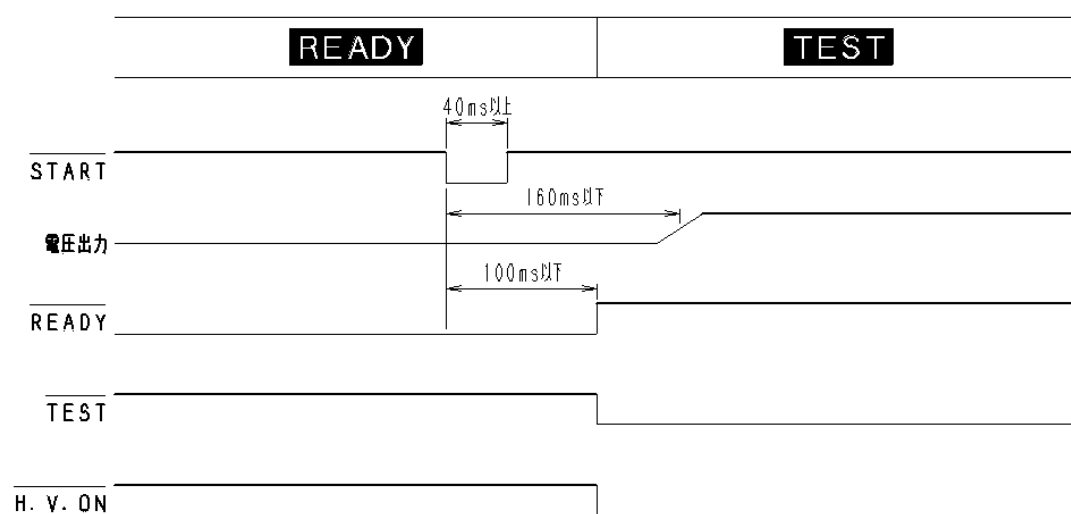 READY
TEST
40ms以上
START
160ms以下
電圧出力
100ms以下
READY
TEST
H. V. ON